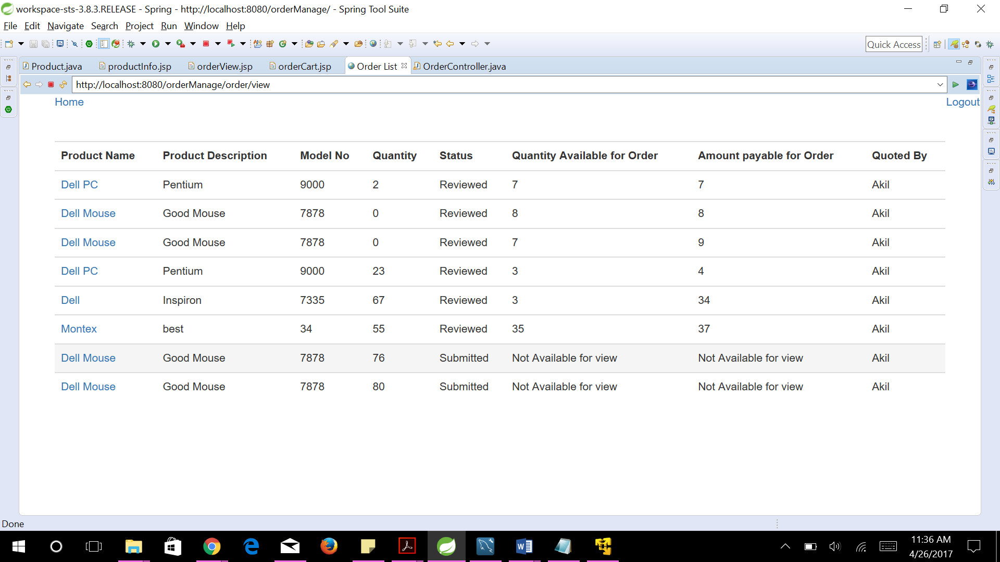 workspace-sts-3.8.3.RELEASE - Spring - http://localhost:8080/orderManage/ - Spring Tool Suite
File Edit Navigate Search Project Run Window Help
Quick Access
Product.java productInfo.jsp orderView.jsp orderCart.jsp Order List OrderController.java
http://localhost:8080/orderManage/order/view
Home Logout
Product Name Product Description Model No Quantity Status Quantity Available for Order Amount payable for Order Quoted By
Dell PC Pentium 9000 2 Reviewed 7 7 Akil
Dell Mouse Good Mouse 7878 0 Reviewed 8 8 Akil
Dell Mouse Good Mouse 7878 0 Reviewed 7 9 Akil
Dell PC Pentium 9000 23 Reviewed 3 4 Akil
Dell Inspiron 7335 67 Reviewed 3 34 Akil
Montex best 34 55 Reviewed 35 37 Akil
Dell Mouse Good Mouse 7878 76 Submitted Not Available for view Not Available for view Akil
Dell Mouse Good Mouse 7878 80 Submitted Not Available for view Not Available for view Akil
Done
11:36 AM
4/26/2017